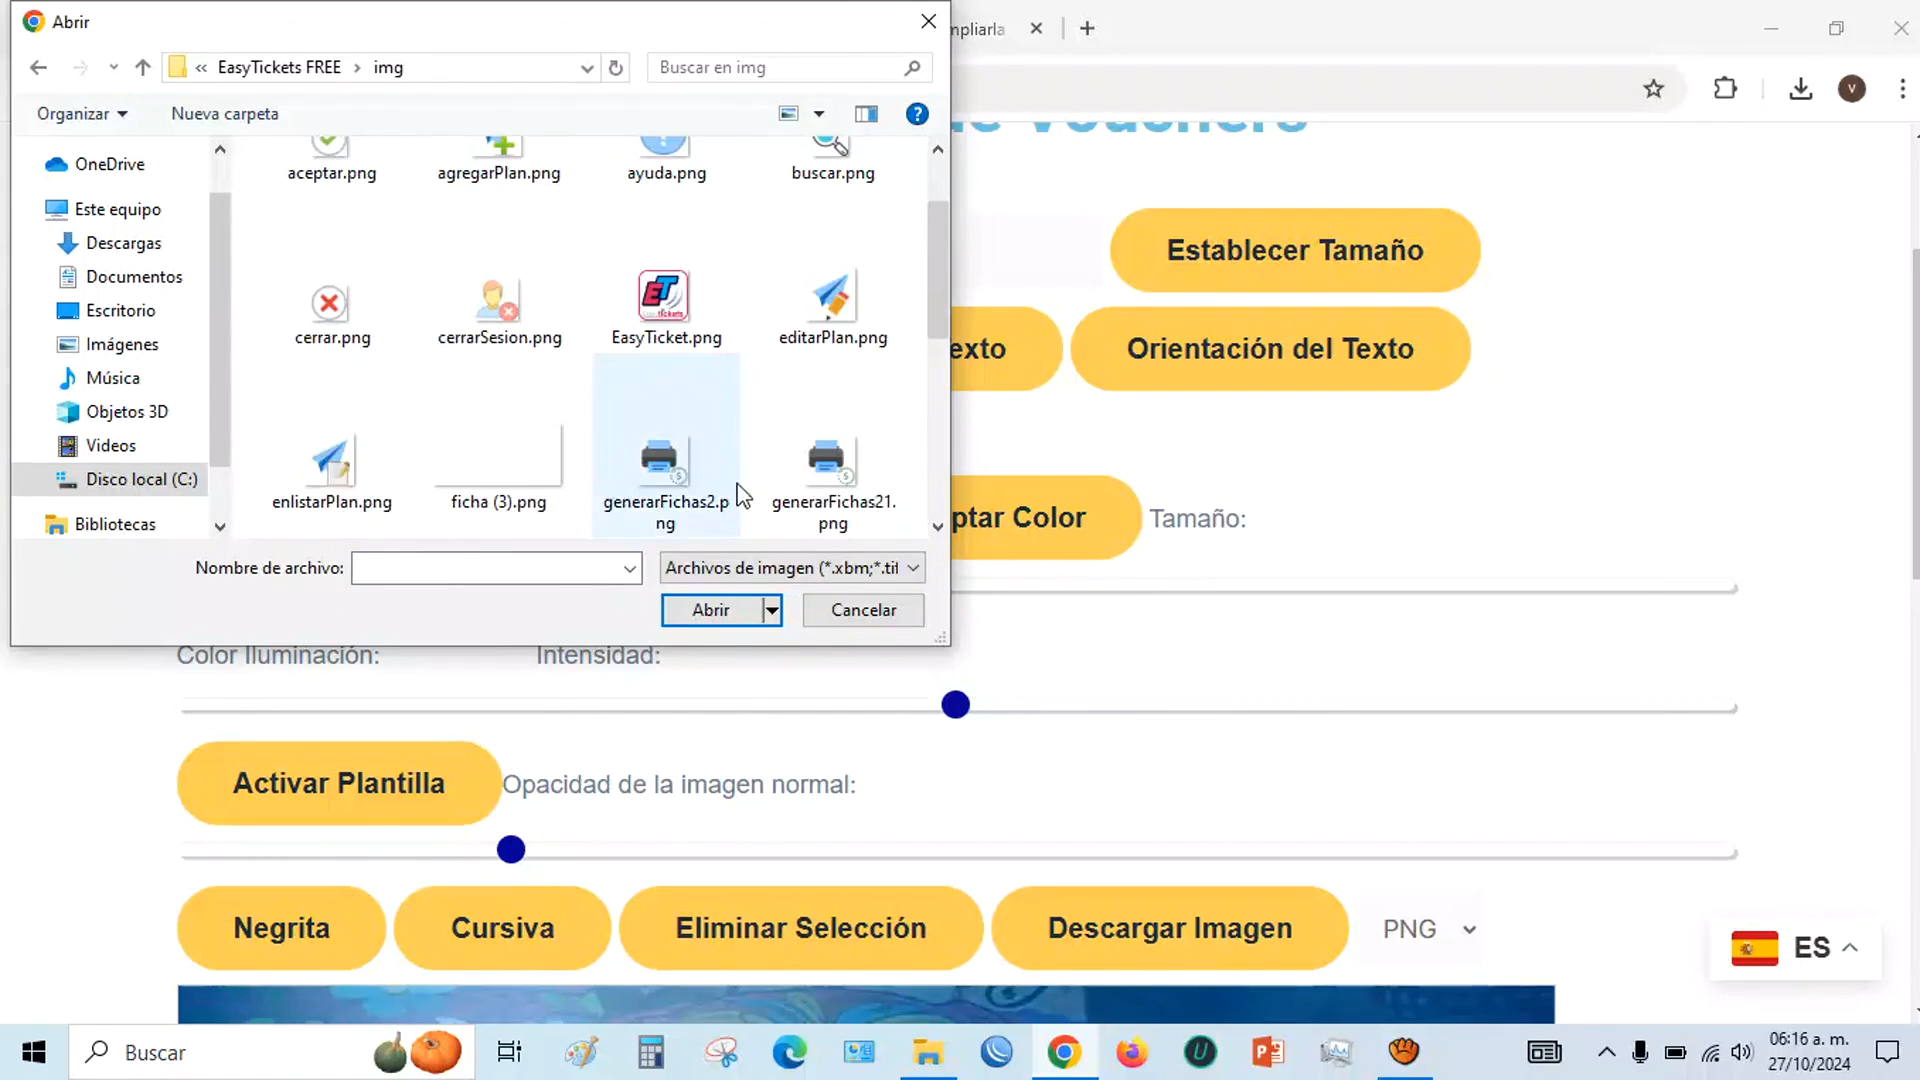 Abrir
mpliarla
« EasyTickets FREE › img
Buscar en img
v
Organizar
Nueva carpeta
de Vouchers
OneDrive
Este equipo
Descargas
Documentos
Escritorio
Imágenes
Música
Objetos 3D
Videos
Disco local (C:)
Bibliotecas
aceptar.png
agregarPlan.png
ayuda.png
buscar.png
cerrar.png
cerrarSesion.png
EasyTicket.png
editarPlan.png
enlistarPlan.png
ficha (3).png
generarFichas2.p
ng
generarFichas21.
png
Nombre de archivo:
Archivos de imagen (*.xbm;*.tif
Abrir
Cancelar
Establecer Tamaño
exto
Orientación del Texto
ptar Color
Tamaño:
Color Iluminación:
Intensidad:
Activar Plantilla
Opacidad de la imagen normal:
Negrita
Cursiva
Eliminar Selección
Descargar Imagen
PNG
ES
Buscar
06:16 a. m.
27/10/2024